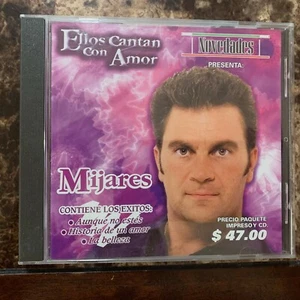 Ellos Cantan
con Amor
Novedades
PRESENTA:
Mijares
CONTIENE LOS EXITOS:
• Aunque no estés
• Historia de un amor
• La belleza
PRECIO PAQUETE
IMPRESO Y CD.
$ 47.00